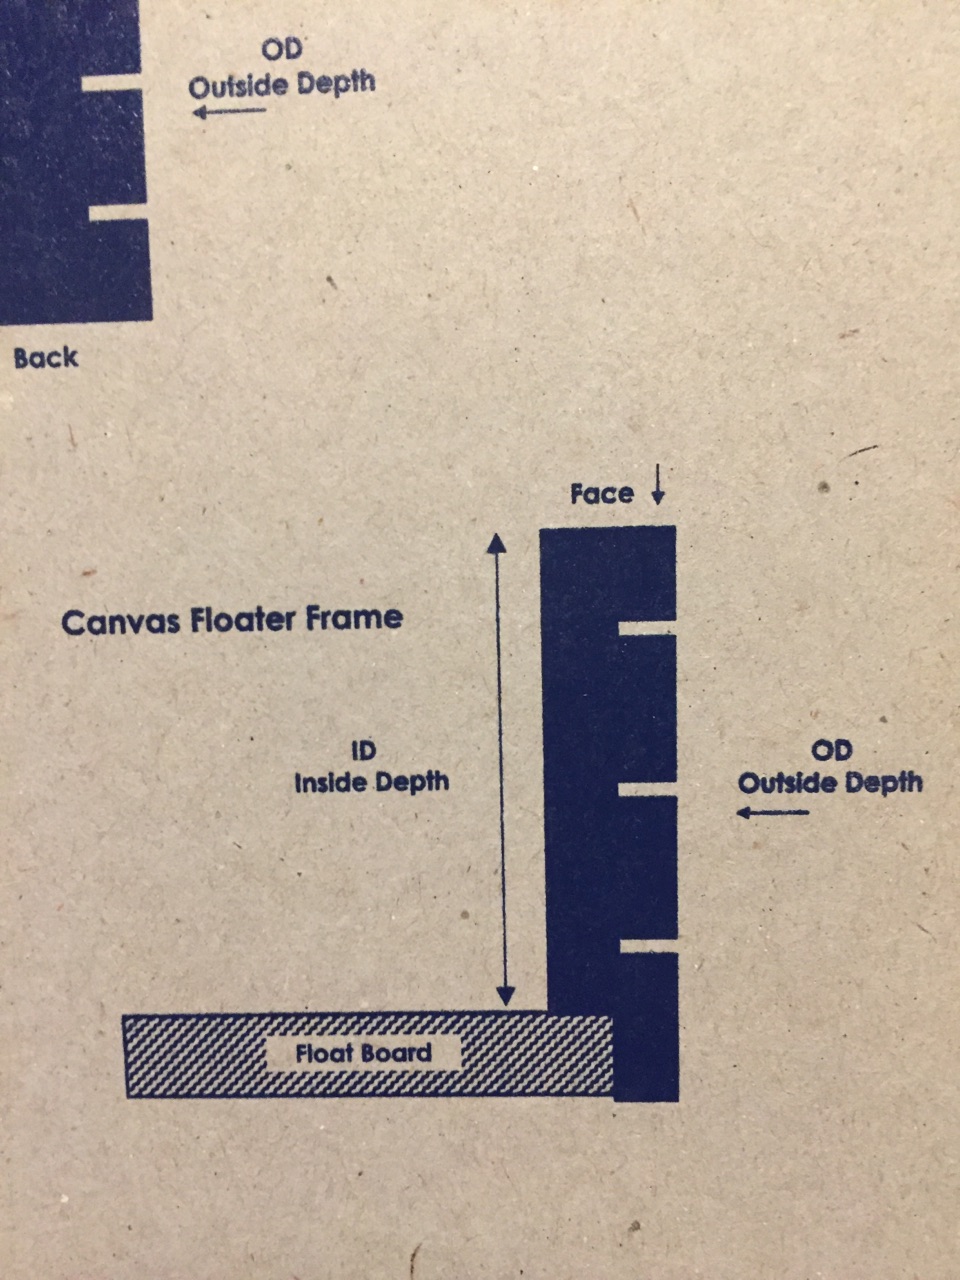 OD
Outside Depth
Back
Face
Canvas Floater Frame
ID
Inside Depth
OD
Outside Depth
Float Board